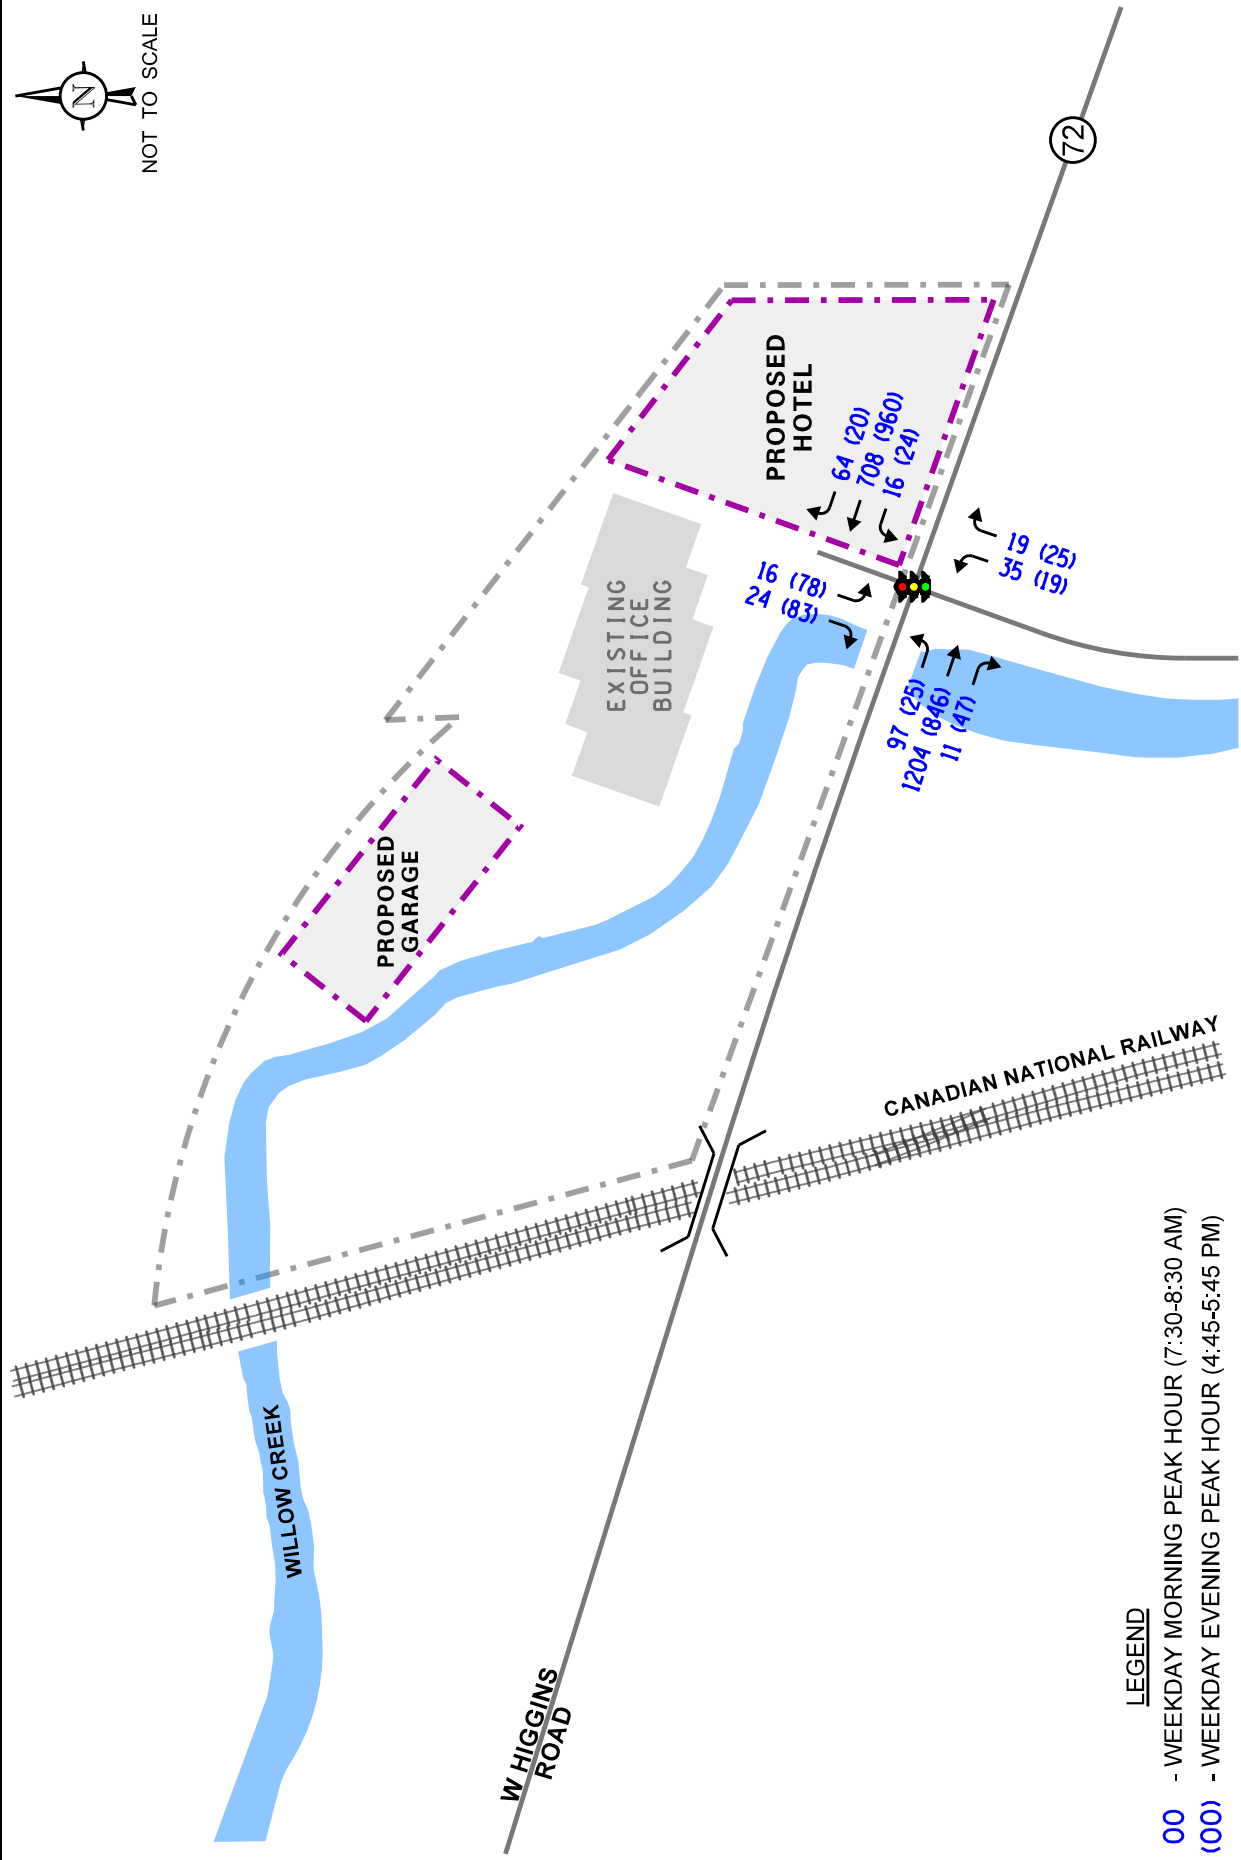 N
NOT TO SCALE
72
PROPOSED
HOTEL
64 (20)
708 (960)
16 (24)
16 (78)
24 (83)
19 (25)
35 (19)
97 (25)
1204 (846)
11 (47)
EXISTING
OFFICE
BUILDING
PROPOSED
GARAGE
CANADIAN NATIONAL RAILWAY
WILLOW CREEK
W HIGGINS
ROAD
LEGEND
00 - WEEKDAY MORNING PEAK HOUR (7:30-8:30 AM)
(00) - WEEKDAY EVENING PEAK HOUR (4:45-5:45 PM)